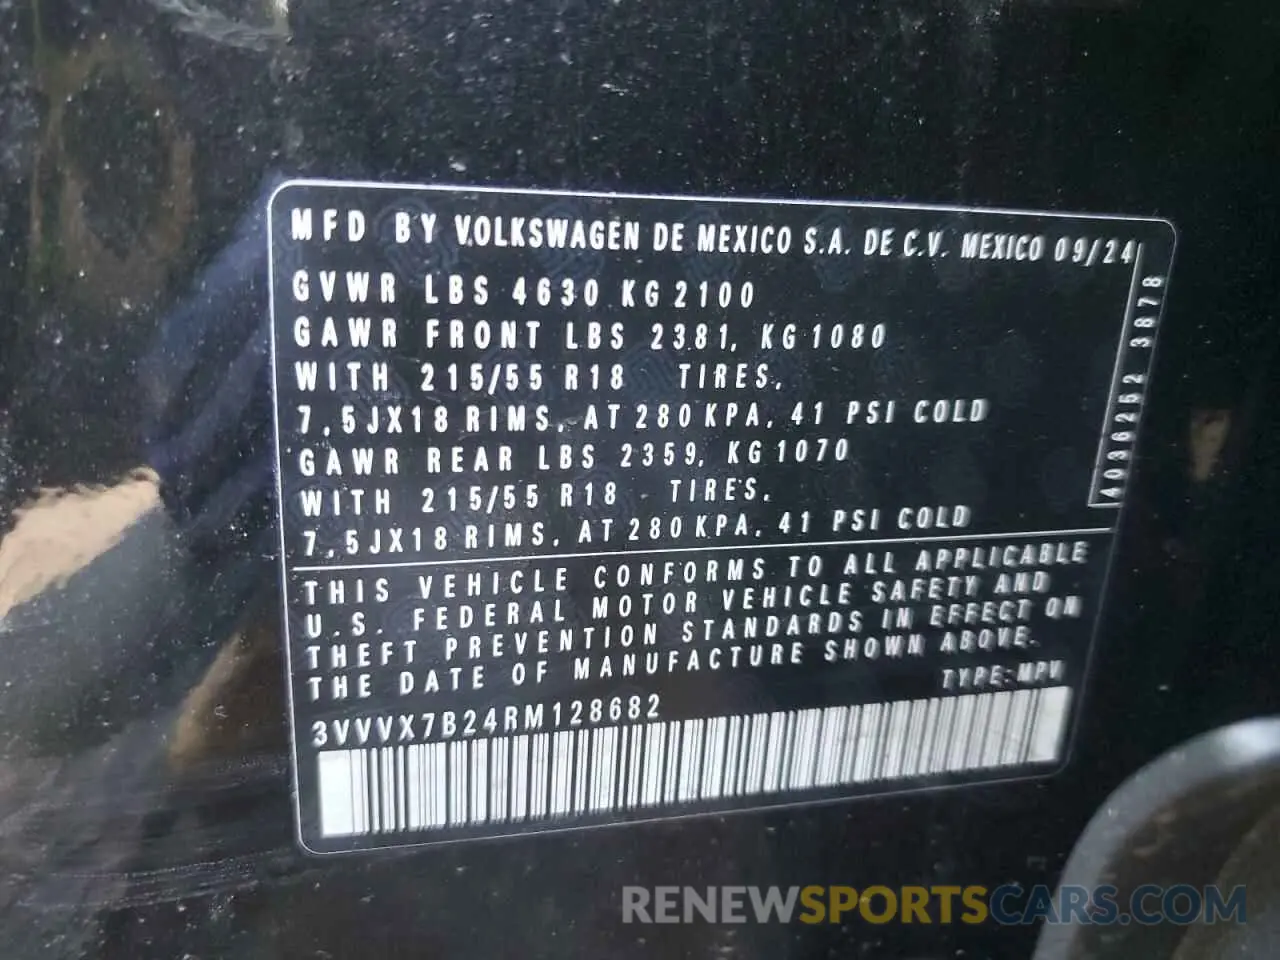 MFD BY VOLKSWAGEN DE MEXICO S.A. DE C.V. MEXICO 09/24
GVWR LBS 4630 KG 2100
GAWR FRONT LBS 2381, KG 1080
WITH 215/55 R18 TIRES,
7,5JX18 RIMS, AT 280 KPA, 41 PSI COLD
GAWR REAR LBS 2359, KG 1070
WITH 215/55 R18 TIRES,
7,5JX18 RIMS, AT 280 KPA, 41 PSI COLD
4036252 3878
THIS VEHICLE CONFORMS TO ALL APPLICABLE
U.S. FEDERAL MOTOR VEHICLE SAFETY AND
THEFT PREVENTION STANDARDS IN EFFECT ON
THE DATE OF MANUFACTURE SHOWN ABOVE.
TYPE: MPV
3VVVX7B24RM128682
RENEWSPORTSCARS.COM